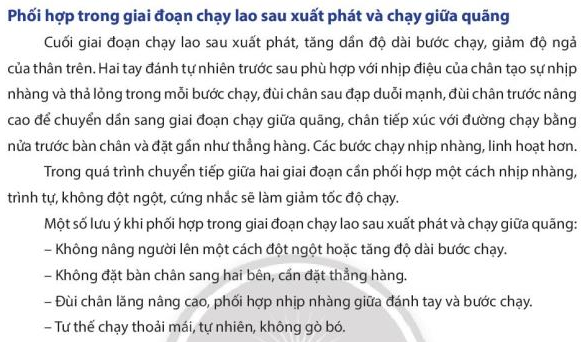 Phối hợp trong giai đoạn chạy lao sau xuất phát và chạy giữa quãng
Cuối giai đoạn chạy lao sau xuất phát, tăng dần độ dài bước chạy, giảm độ ngả
của thân trên. Hai tay đánh tự nhiên trước sau phù hợp với nhịp điệu của chân tạo sự nhịp
nhàng và thả lỏng trong mỗi bước chạy, đùi chân sau đạp duỗi mạnh, đùi chân trước nâng
cao để chuyển dần sang giai đoạn chạy giữa quãng, chân tiếp xúc với đường chạy bằng
nửa trước bàn chân và đặt gần như thẳng hàng. Các bước chạy nhịp nhàng, linh hoạt hơn.
Trong quá trình chuyển tiếp giữa hai giai đoạn cần phối hợp một cách nhịp nhàng,
trình tự, không đột ngột, cứng nhắc sẽ làm giảm tốc độ chạy.
Một số lưu ý khi phối hợp trong giai đoạn chạy lao sau xuất phát và chạy giữa quãng:
– Không nâng người lên một cách đột ngột hoặc tăng độ dài bước chạy.
– Không đặt bàn chân sang hai bên, cần đặt thẳng hàng.
– Đùi chân lăng nâng cao, phối hợp nhịp nhàng giữa đánh tay và bước chạy.
– Tư thế chạy thoải mái, tự nhiên, không gò bó.